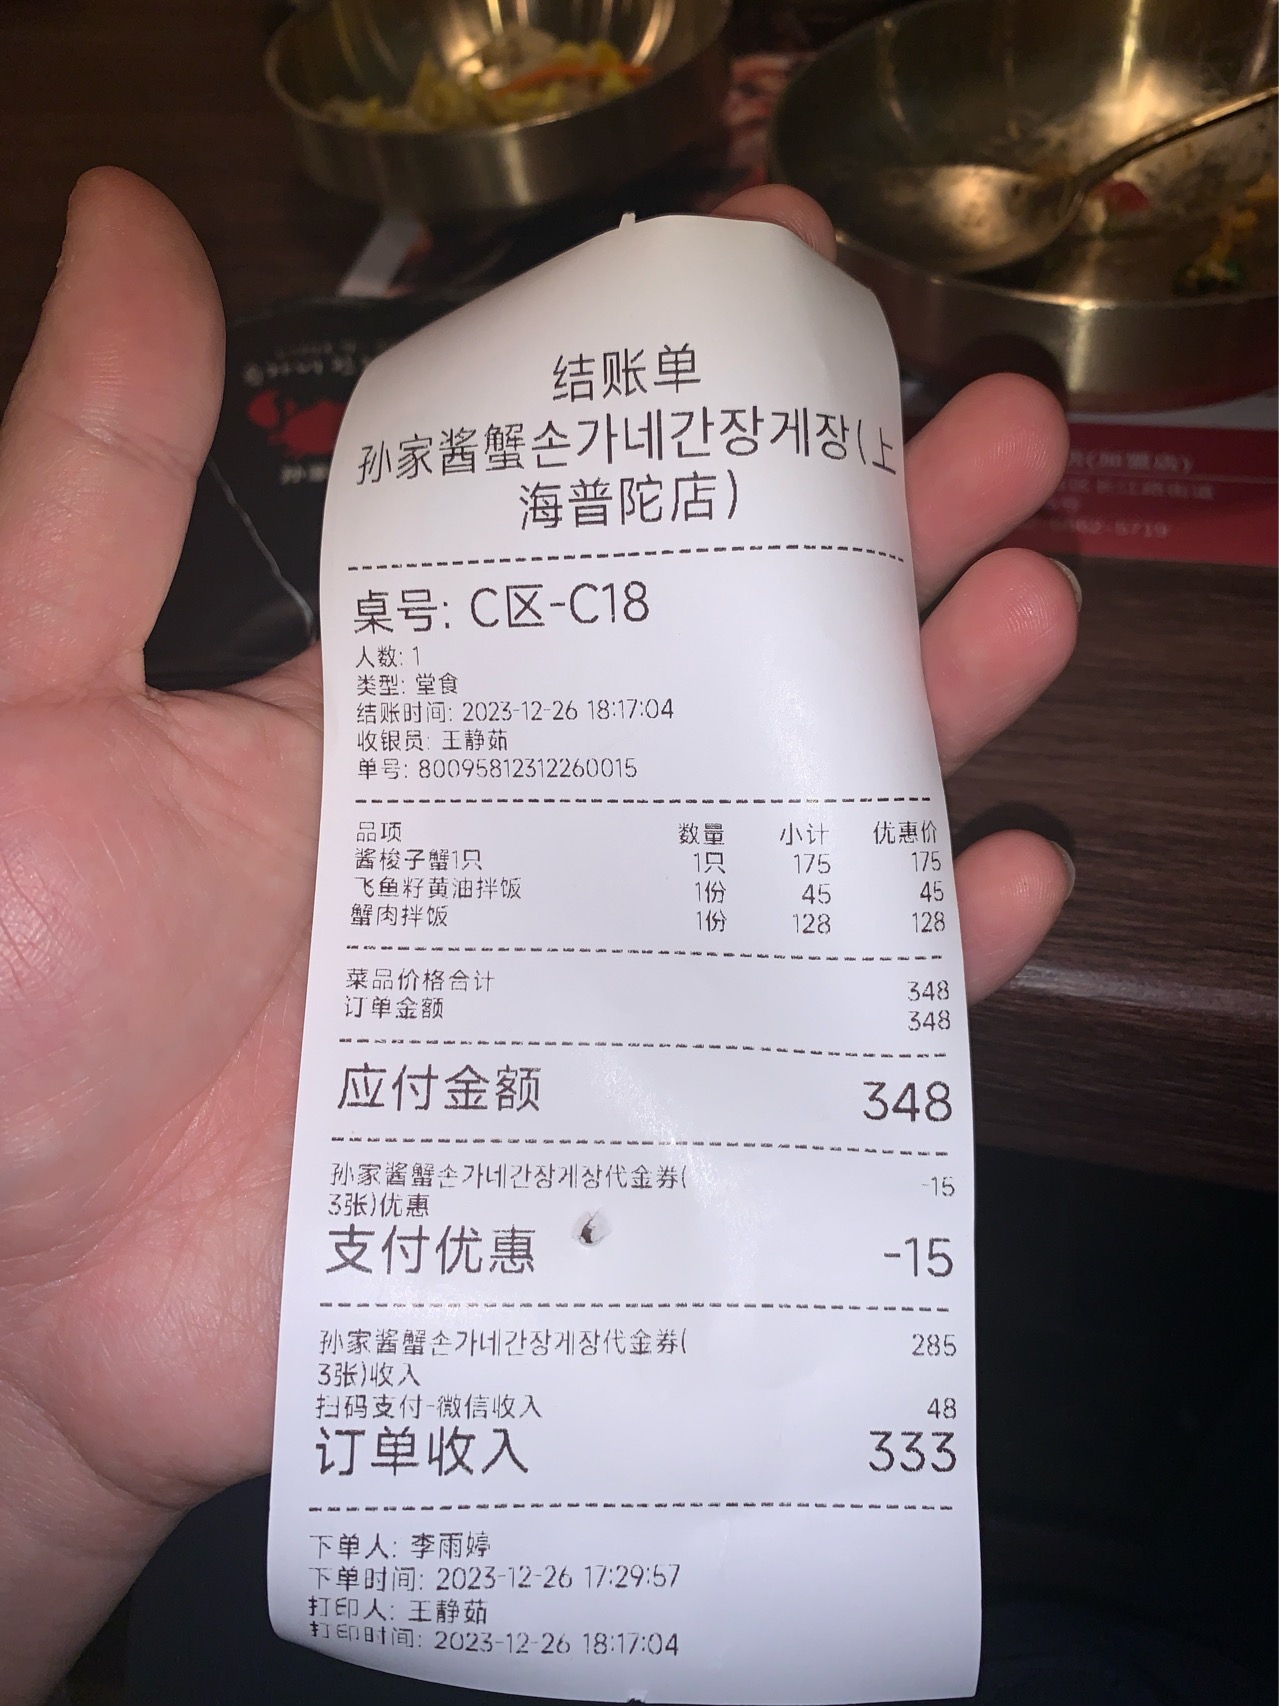 结账单
孙家酱蟹손가네간장게장(上
海普陀店)
桌号: C区-C18
人数: 1
类型: 堂食
结账时间: 2023-12-26 18:17:04
收银员: 王静茹
单号: 80095812312260015
品项 数量 小计 优惠价
酱梭子蟹1只 1只 175 175
飞鱼籽黄油拌饭 1份 45 45
蟹肉拌饭 1份 128 128
菜品价格合计 348
订单金额 348
应付金额 348
孙家酱蟹손가네간장게장代金券( -15
3张)优惠
支付优惠 -15
孙家酱蟹손가네간장게장代金券( 285
3张)收入
扫码支付-微信收入 48
订单收入 333
下单人: 李雨婷
下单时间: 2023-12-26 17:29:57
打印人: 王静茹
打印时间: 2023-12-26 18:17:04